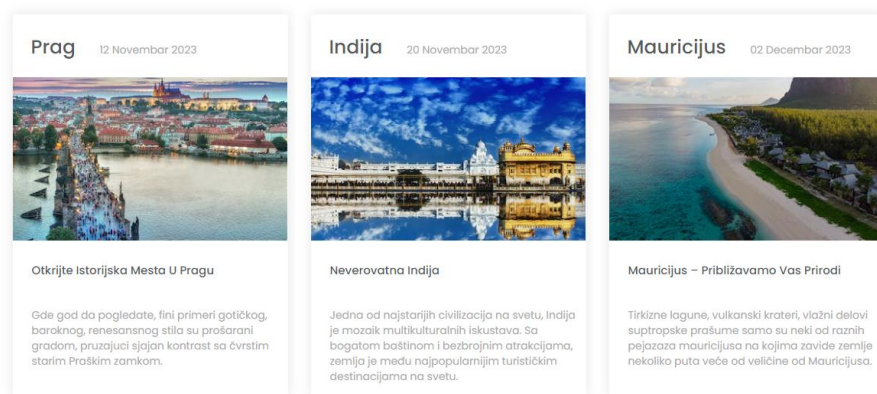 Prag
12 Novembar 2023
Otkrijte Istorijska Mesta U Pragu
Gde god da pogledate, fini primeri gotičkog,
baroknog, renesansnog stila su prošarani
gradom, pruzajuci sjajan kontrast sa čvrstim
starim Praškim zamkom.
Indija
20 Novembar 2023
Neverovatna Indija
Jedna od najstarijih civilizacija na svetu, Indija
je mozaik multikulturalnih iskustava. Sa
bogatom baštinom i bezbrojnim atrakcijama,
zemlja je među najpopularnijim turističkim
destinacijama na svetu.
Mauricijus
02 Decembar 2023
Mauricijus – Približavamo Vas Prirodi
Tirkizne lagune, vulkanski krateri, vlažni delovi
suptropske prašume samo su neki od raznih
pejazaza mauricijusa na kojima zavide zemlje
nekoliko puta veće od veličine od Mauricijusa.